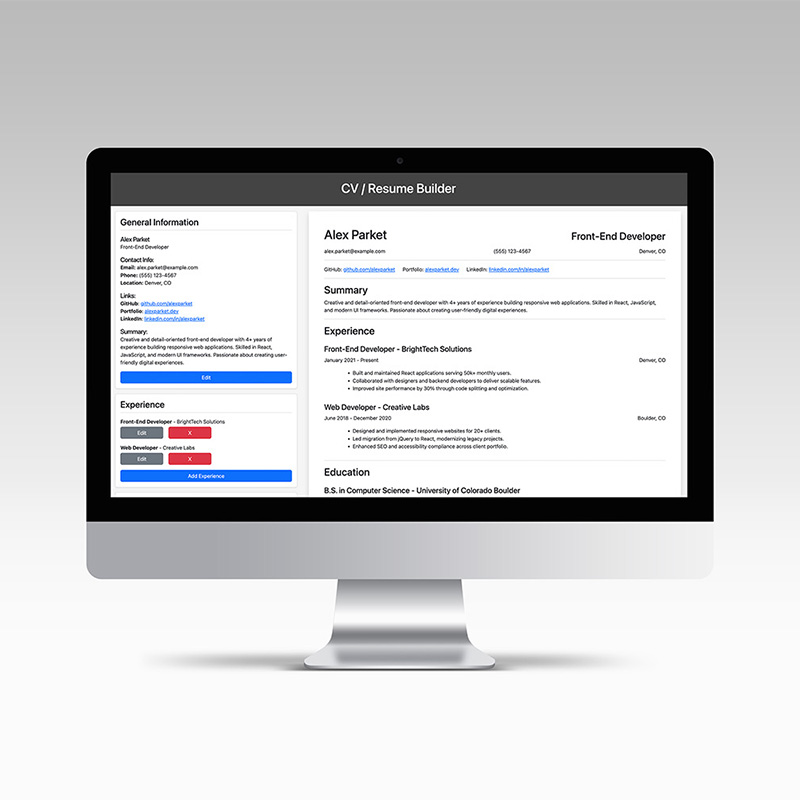 CV / Resume Builder
General Information
Alex Parket
Front-End Developer
Contact Info:
Email: alex.parket@example.com
Phone: (555) 123-4567
Location: Denver, CO
Links:
GitHub: github.com/alexparket
Portfolio: alexparket.dev
LinkedIn: linkedin.com/in/alexparket
Summary:
Creative and detail-oriented front-end developer with 4+ years of
experience building responsive web applications. Skilled in React,
JavaScript, and modern UI frameworks. Passionate about creating user-
friendly digital experiences.
Edit
Experience
Front-End Developer - BrightTech Solutions
Edit X
Web Developer - Creative Labs
Edit X
Add Experience
Alex Parket Front-End Developer
alex.parket@example.com (555) 123-4567 Denver, CO
GitHub: github.com/alexparket Portfolio: alexparket.dev LinkedIn: linkedin.com/in/alexparket
Summary
Creative and detail-oriented front-end developer with 4+ years of experience building responsive web applications. Skilled in React, JavaScript,
and modern UI frameworks. Passionate about creating user-friendly digital experiences.
Experience
Front-End Developer - BrightTech Solutions
January 2021 - Present Denver, CO
• Built and maintained React applications serving 50k+ monthly users.
• Collaborated with designers and backend developers to deliver scalable features.
• Improved site performance by 30% through code splitting and optimization.
Web Developer - Creative Labs
June 2018 - December 2020 Boulder, CO
• Designed and implemented responsive websites for 20+ clients.
• Led migration from jQuery to React, modernizing legacy projects.
• Enhanced SEO and accessibility compliance across client portfolio.
Education
B.S. in Computer Science - University of Colorado Boulder